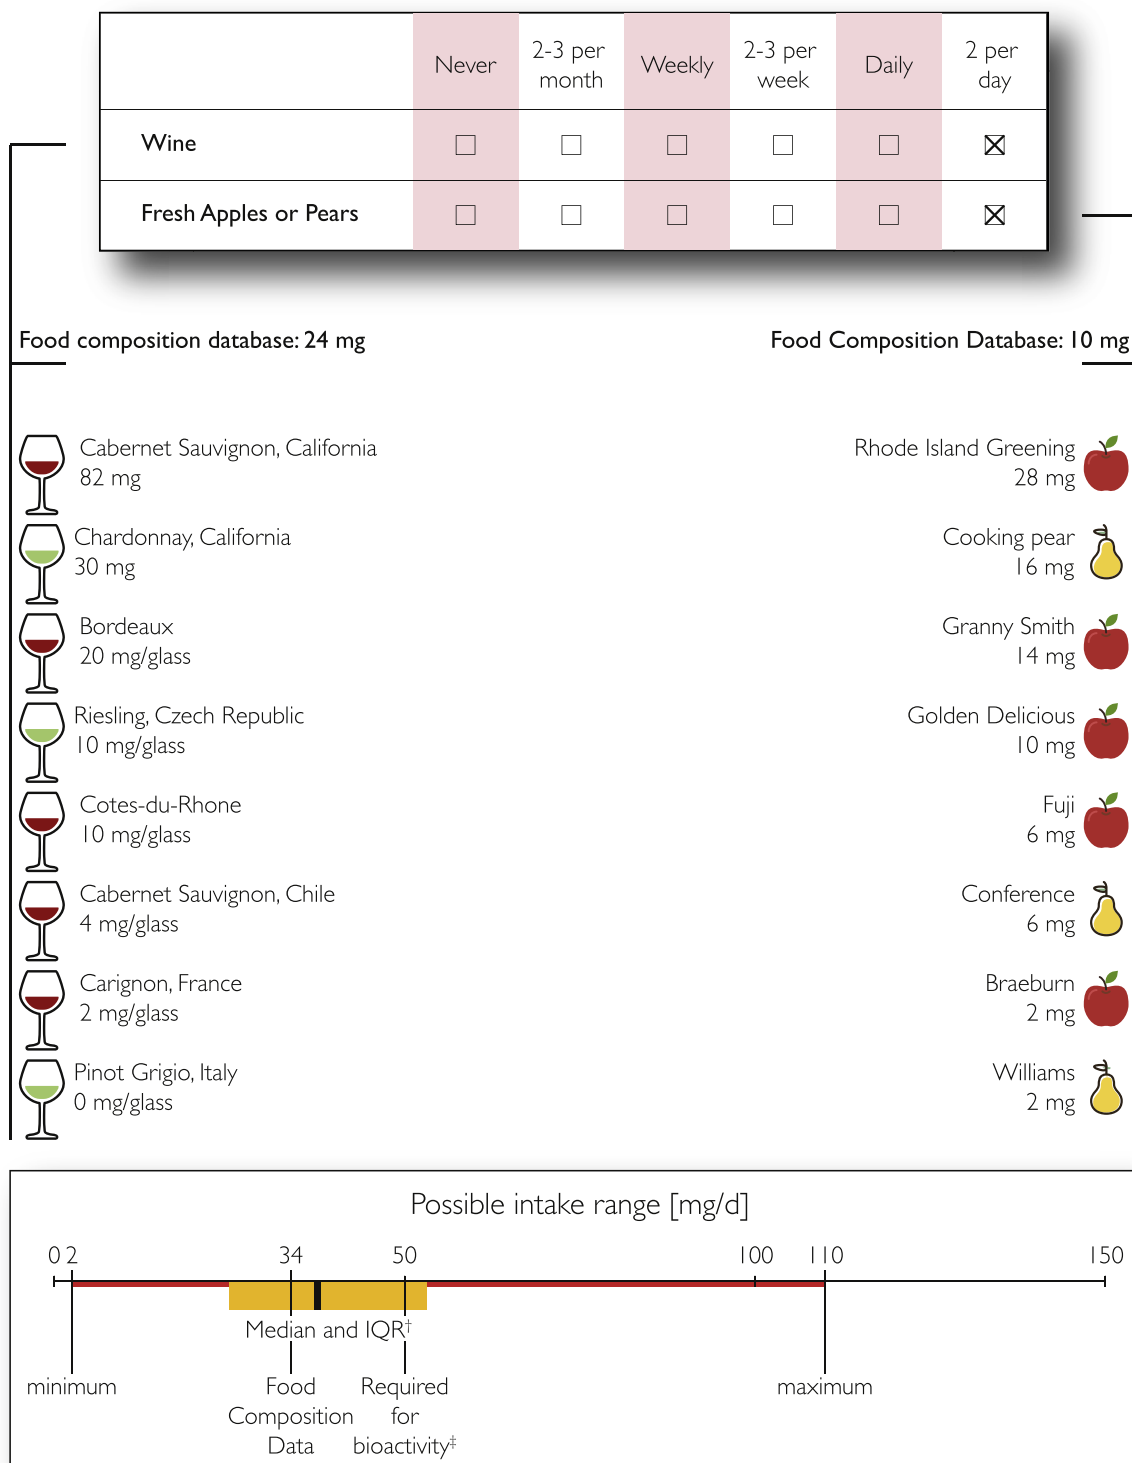 Never
2-3 per
month
Weekly
2-3 per
week
Daily
2 per
day
Wine
Fresh Apples or Pears
Food composition database: 24 mg
Food Composition Database: 10 mg
Cabernet Sauvignon, California
82 mg
Rhode Island Greening
28 mg
Chardonnay, California
30 mg
Cooking pear
16 mg
Bordeaux
20 mg/glass
Granny Smith
14 mg
Riesling, Czech Republic
10 mg/glass
Golden Delicious
10 mg
Cotes-du-Rhone
10 mg/glass
Fuji
6 mg
Cabernet Sauvignon, Chile
4 mg/glass
Conference
6 mg
Carignon, France
2 mg/glass
Braeburn
2 mg
Pinot Grigio, Italy
0 mg/glass
Williams
2 mg
Possible intake range [mg/d]
0 2 34 50 100 110 150
Median and IQR†
minimum
Food
Composition
Data
Required
for
bioactivity‡
maximum